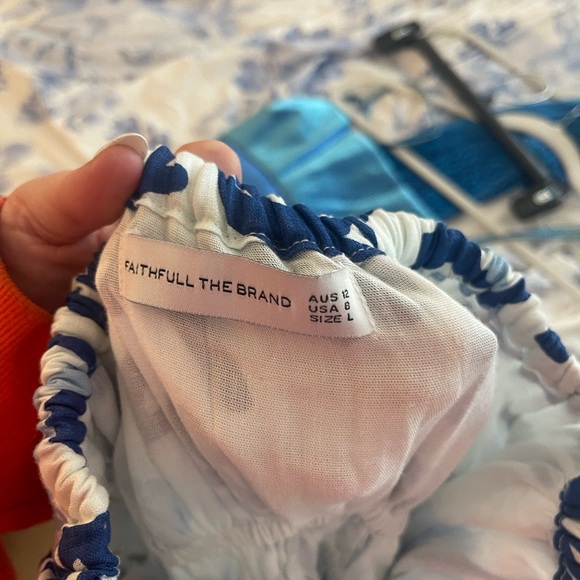 FAITHFULL THE BRAND
AUS 12
USA 8
SIZE L